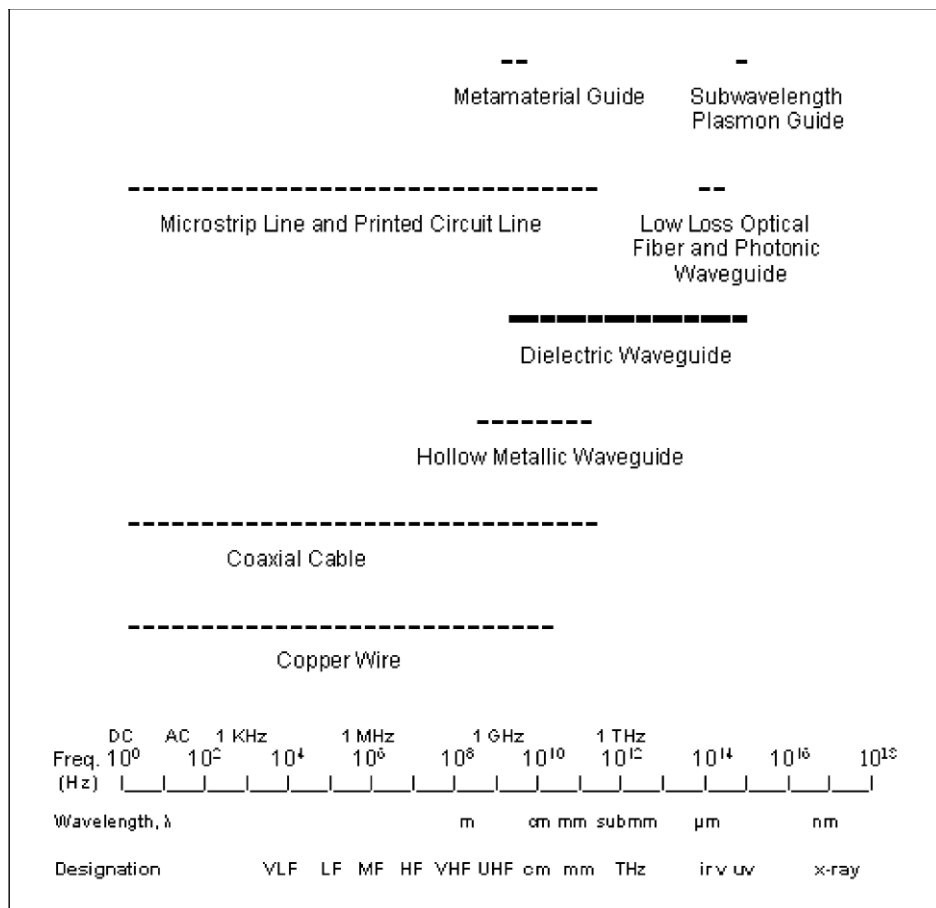 Metamaterial Guide
Subwavelength
Plasmon Guide
Microstrip Line and Printed Circuit Line
Low Loss Optical
Fiber and Photonic
Waveguide
Dielectric Waveguide
Hollow Metallic Waveguide
Coaxial Cable
Copper Wire
DC AC 1 KHz 1 MHz 1 GHz 1 THz
Freq. 10⁰ 10² 10⁴ 10⁶ 10⁸ 10¹⁰ 10¹² 10¹⁴ 10¹⁶ 10¹⁸
(Hz)
Wavelength, λ m cm mm submm μm nm
Designation VLF LF MF HF VHF UHF cm mm THz ir v uv x-ray